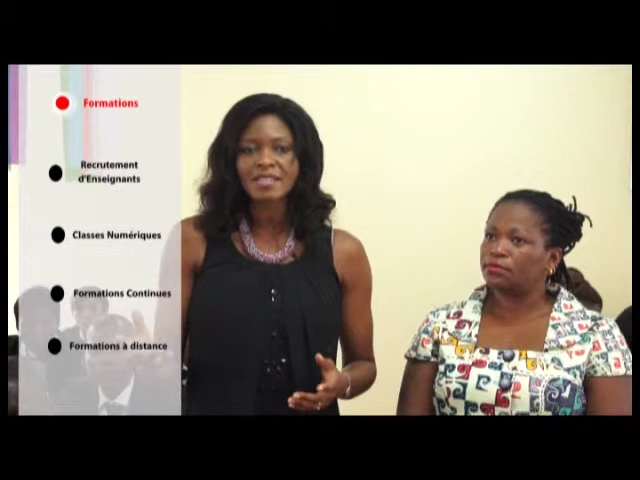 Formations
Recrutement
d'Enseignants
Classes Numériques
Formations Continues
Formations à distance